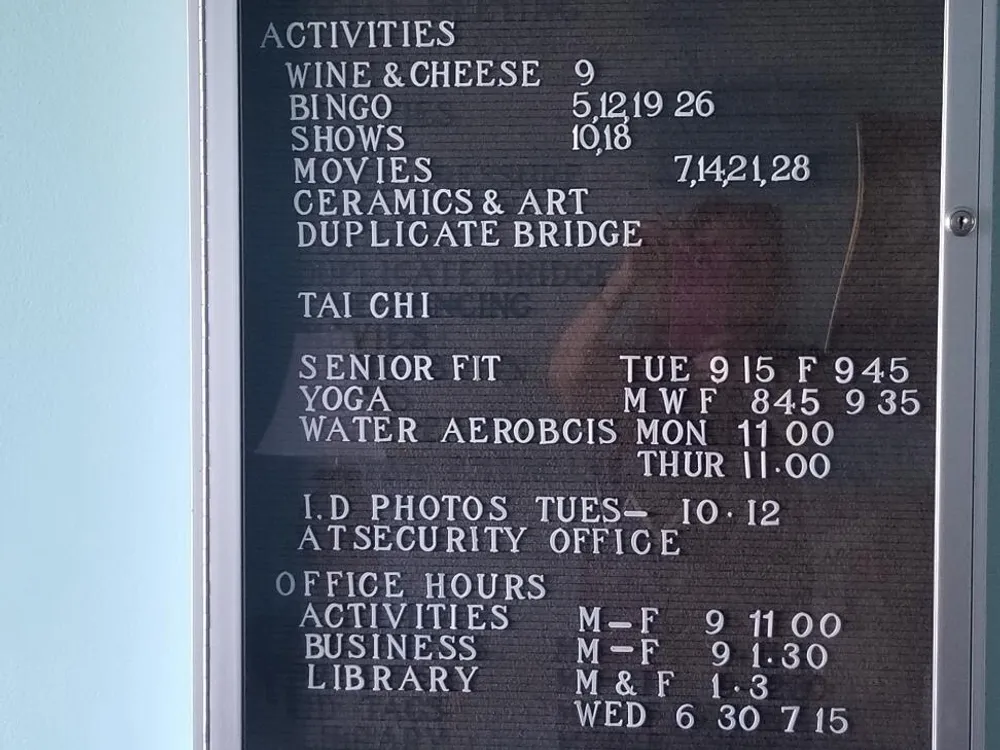 ACTIVITIES
WINE & CHEESE 9
BINGO 5,12,19 26
SHOWS 10,18
MOVIES 7,14,21,28
CERAMICS & ART
DUPLICATE BRIDGE
TAI CHI
SENIOR FIT TUE 9 15 F 9 45
YOGA M W F 845 9 35
WATER AEROBCIS MON 11 00
THUR 11·00
I.D PHOTOS TUES– 10·12
AT SECURITY OFFICE
OFFICE HOURS
ACTIVITIES M–F 9 11 00
BUSINESS M–F 9 1·30
LIBRARY M & F 1·3
WED 6 30 7 15